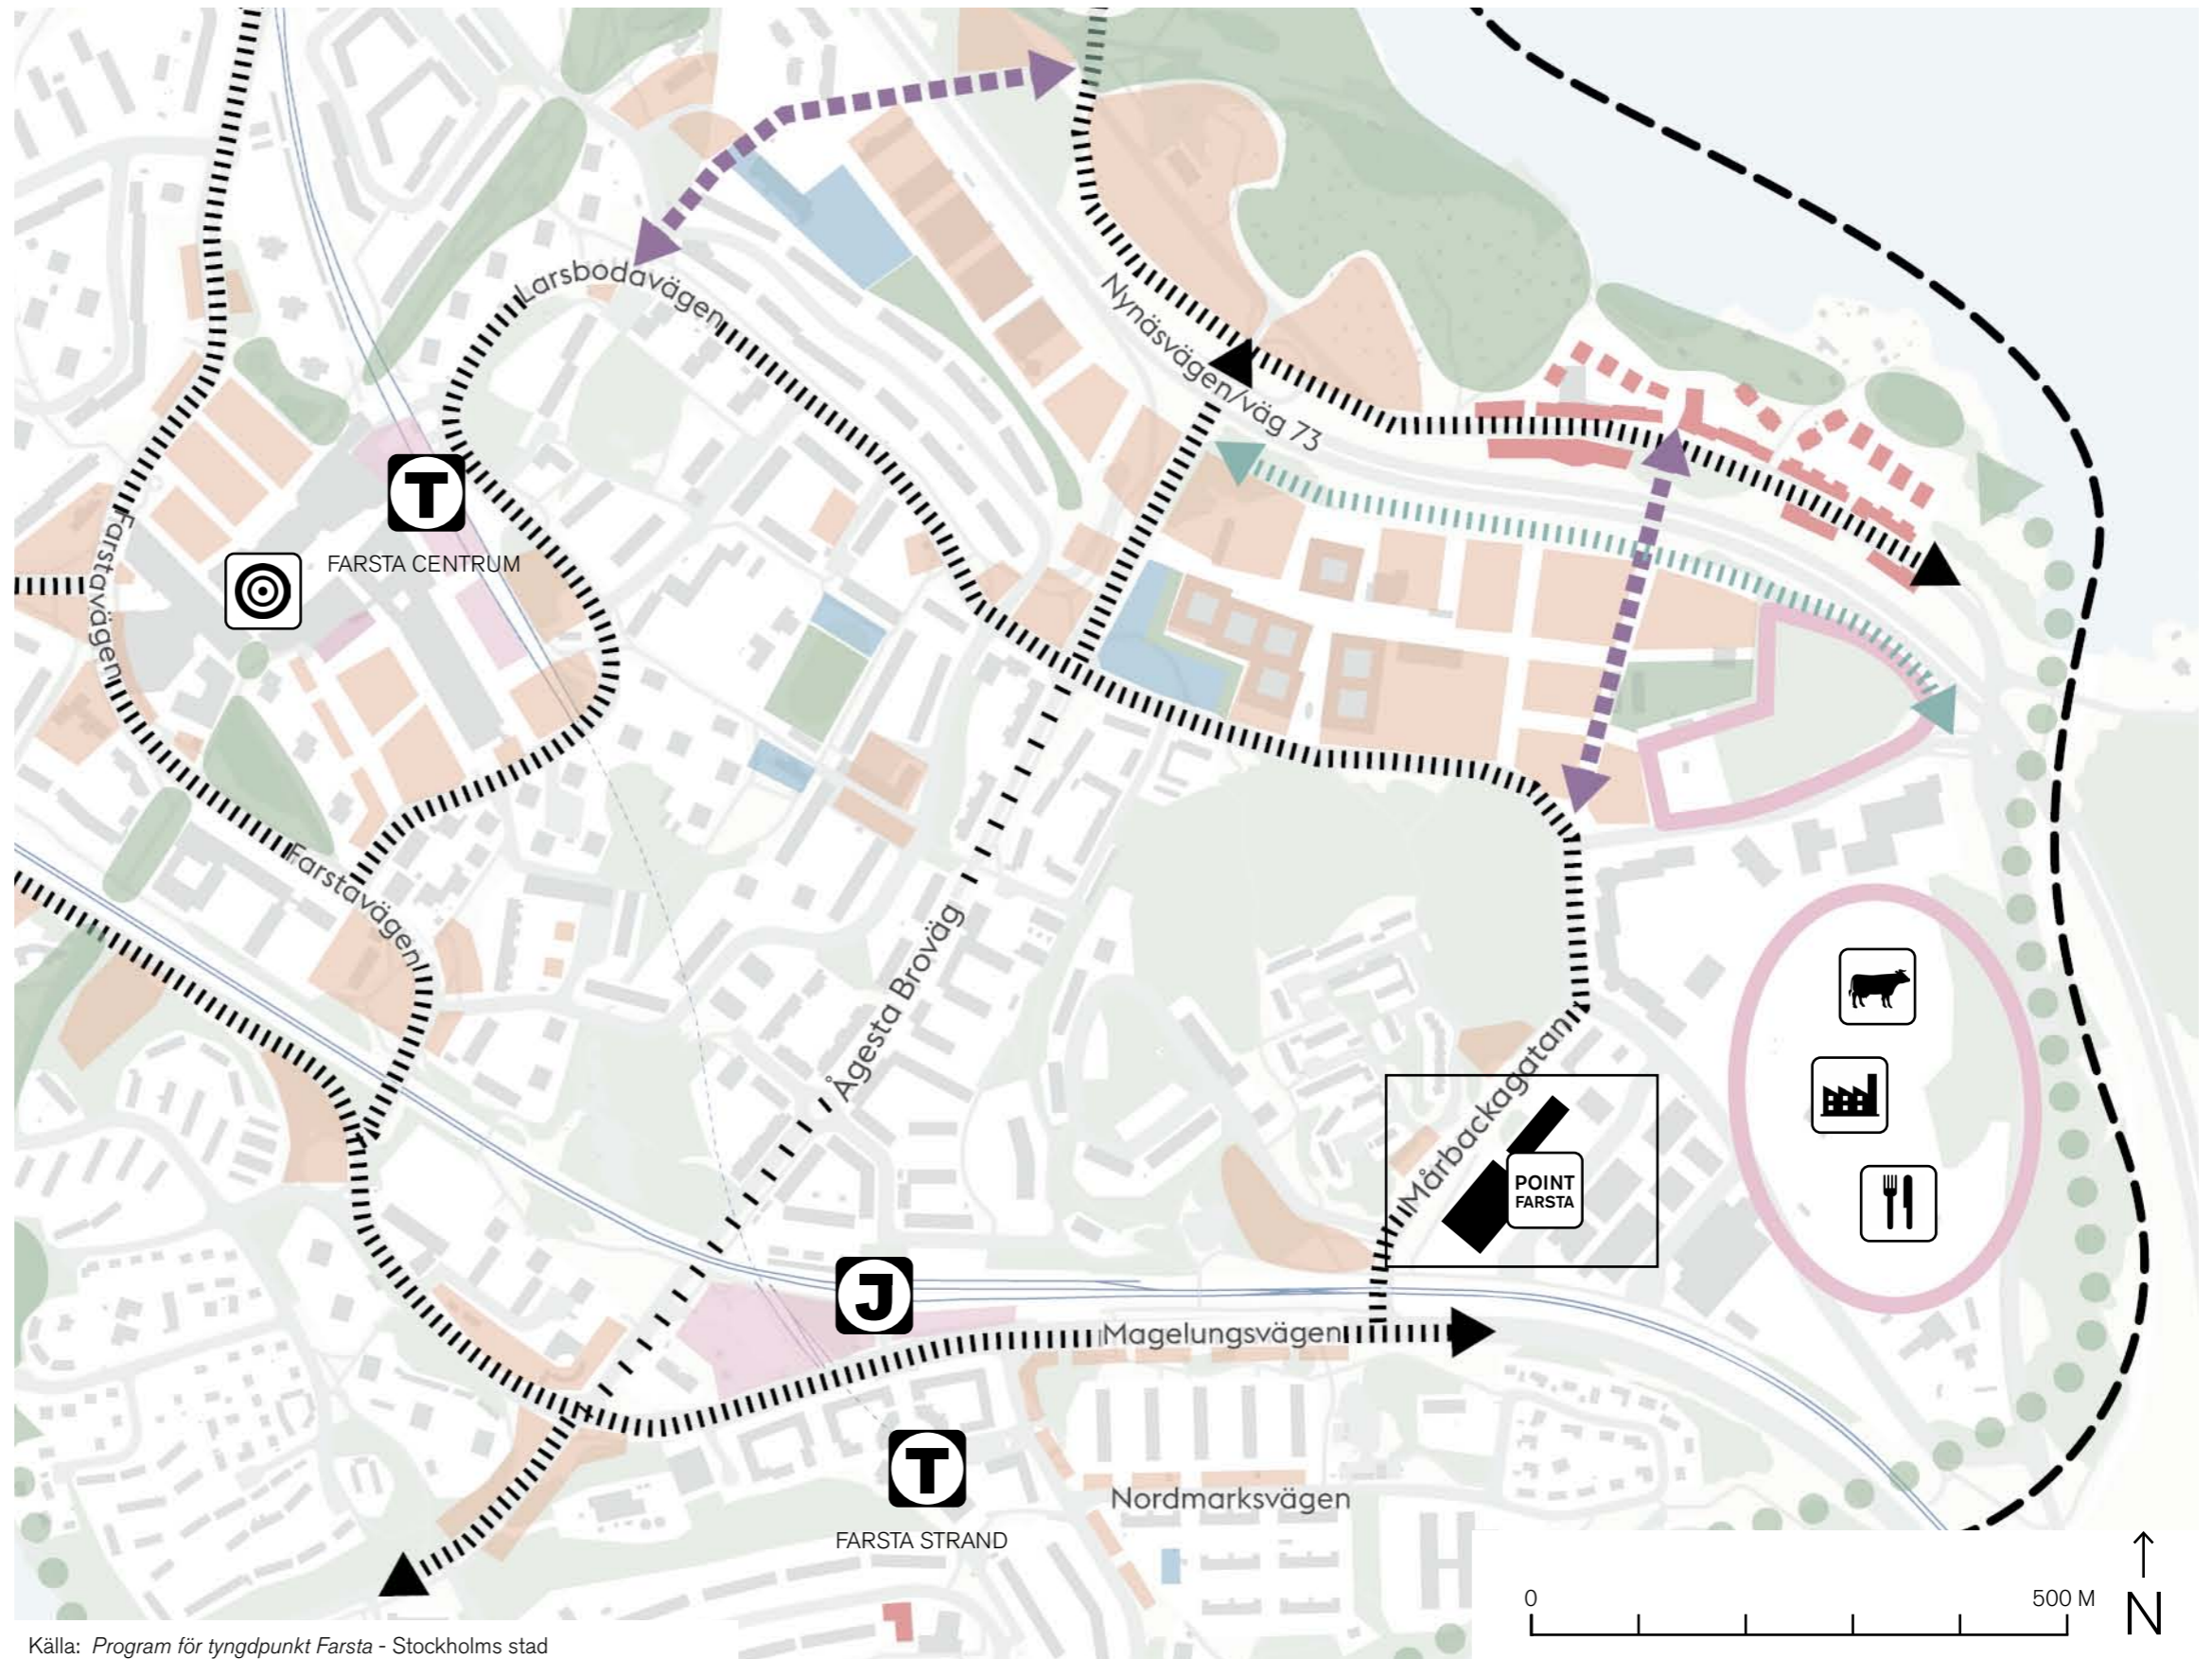 Larsbodavägen
Nynäsvägen/väg 73
T
FARSTA CENTRUM
Farstavägen
Farstavägen
Ågesta Broväg
Mårbackagatan
POINT
FARSTA
J
Magelungsvägen
T
FARSTA STRAND
Nordmarksvägen
0
500 M
N
Källa: Program för tyngdpunkt Farsta - Stockholms stad